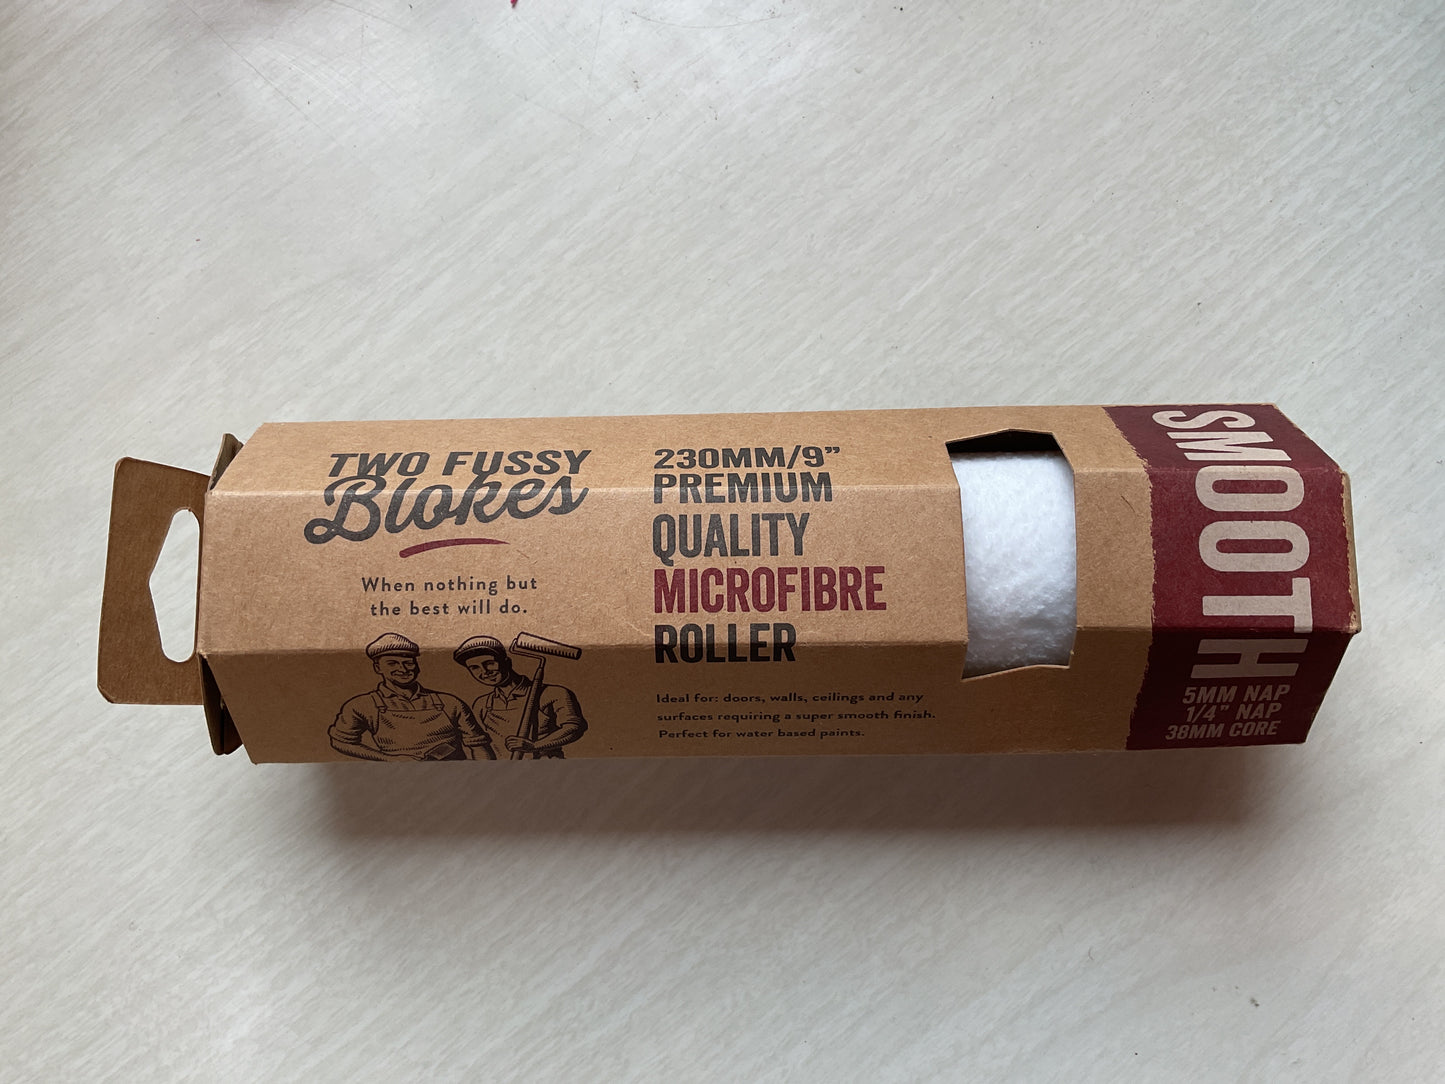 TWO FUSSY
Blokes
When nothing but
the best will do.
230MM/9”
PREMIUM
QUALITY
MICROFIBRE
ROLLER
Ideal for: doors, walls, ceilings and any
surfaces requiring a super smooth finish.
Perfect for water based paints.
SMOOTH
5MM NAP
1/4” NAP
38MM CORE